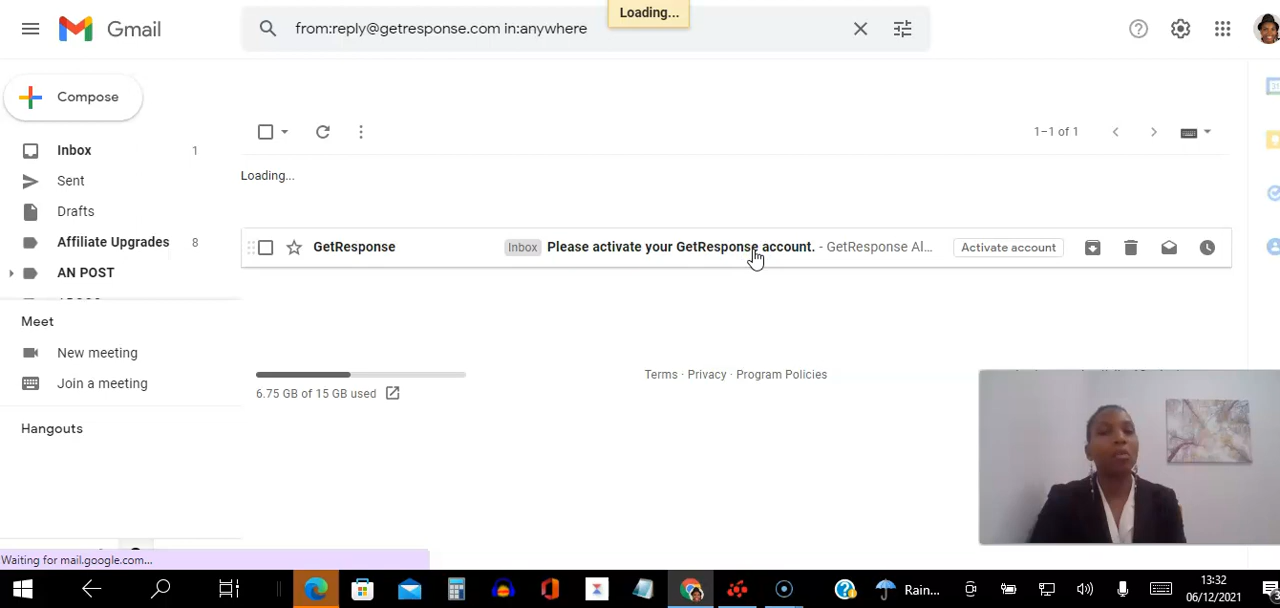 Loading...
Gmail
from:reply@getresponse.com in:anywhere
Compose
1–1 of 1
Inbox 1
Loading...
Sent
Drafts
Affiliate Upgrades 8
GetResponse Inbox Please activate your GetResponse account. - GetResponse Al... Activate account
AN POST
Meet
New meeting
Join a meeting
Terms · Privacy · Program Policies
6.75 GB of 15 GB used
Hangouts
Waiting for mail.google.com...
Rain...
13:32
06/12/2021